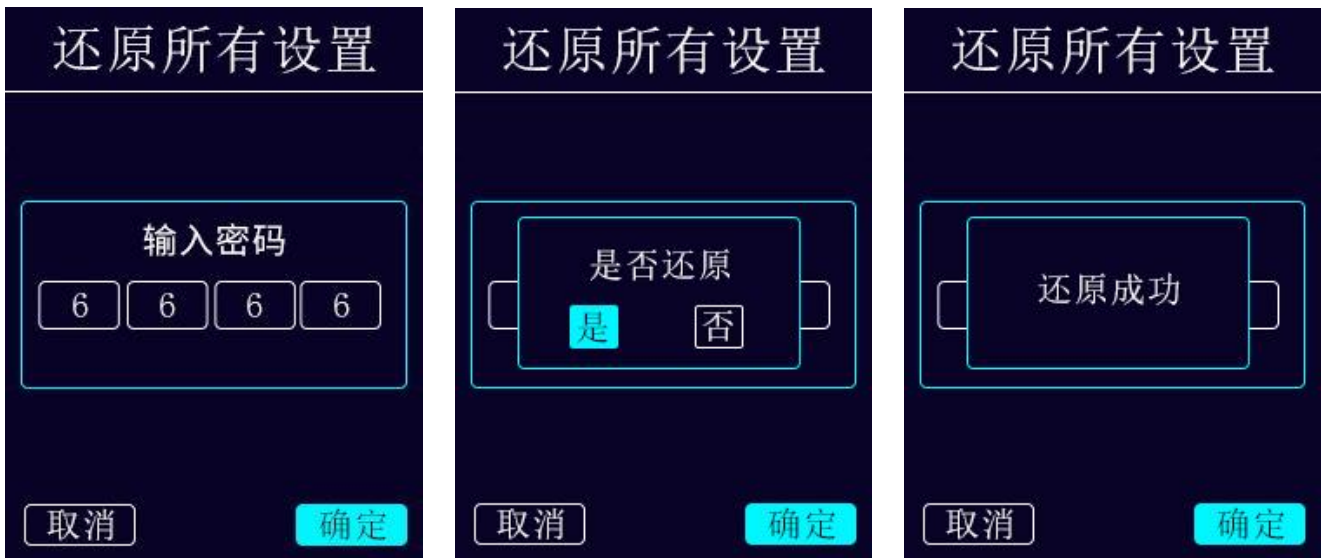 还原所有设置
输入密码
6 6 6 6
取消 确定
还原所有设置
是否还原
是 否
取消 确定
还原所有设置
还原成功
取消 确定